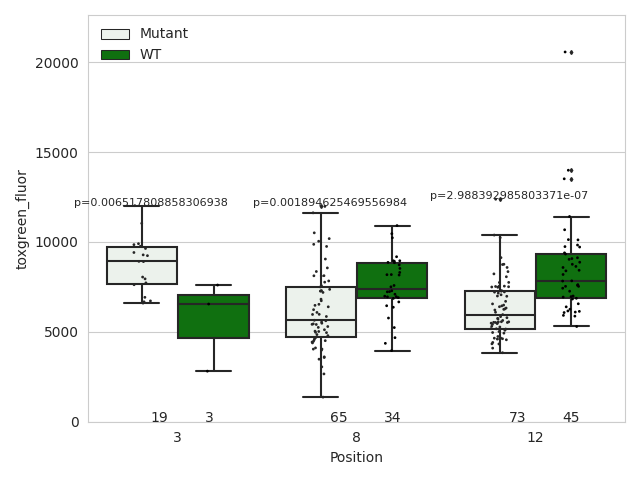 Mutant
WT
toxgreen_fluor
20000
15000
10000
5000
0
p=0.006517808858306938
p=0.001894625469556984
p=2.988392985803371e-07
19 3 65 34 73 45
3 8 12
Position